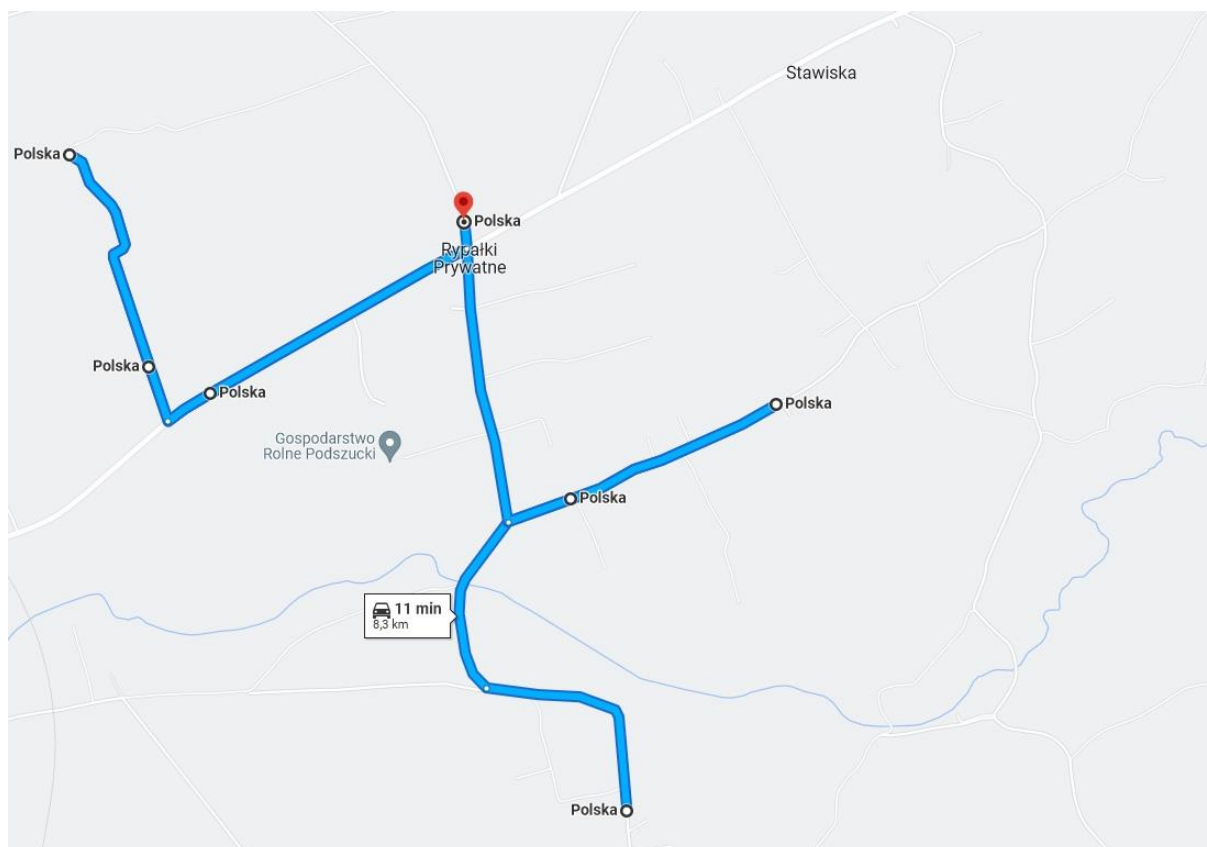 Stawiska
Polska
Polska
Rypałki
Prywatne
Polska
Polska
Polska
Gospodarstwo
Rolne Podszucki
Polska
11 min
8,3 km
Polska